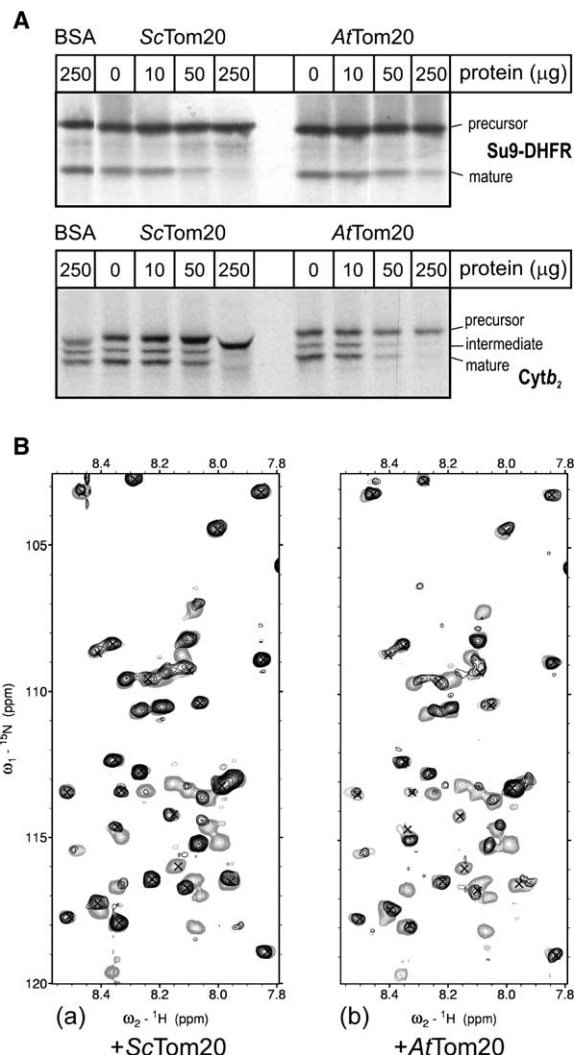 A
BSA ScTom20 AtTom20
250 0 10 50 250 0 10 50 250 protein (µg)
precursor
Su9-DHFR
mature
BSA ScTom20 AtTom20
250 0 10 50 250 0 10 50 250 protein (µg)
precursor
intermediate
mature
Cytb₂
B
8.4 8.2 8.0 7.8 8.4 8.2 8.0 7.8
105
110
ω₁ - ¹⁵N (ppm)
115
120
8.4 8.2 8.0 7.8 8.4 8.2 8.0 7.8
(a) ω₂ - ¹H (ppm) (b) ω₂ - ¹H (ppm)
+ScTom20 +AtTom20